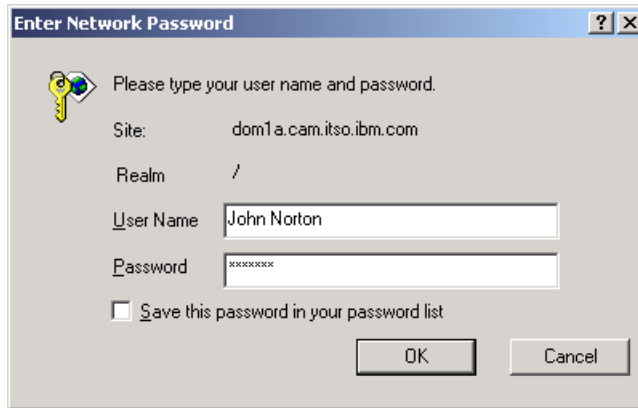 Enter Network Password
Please type your user name and password.
Site: dom1a.cam.itso.ibm.com
Realm /
User Name John Norton
Password *******
Save this password in your password list
OK Cancel